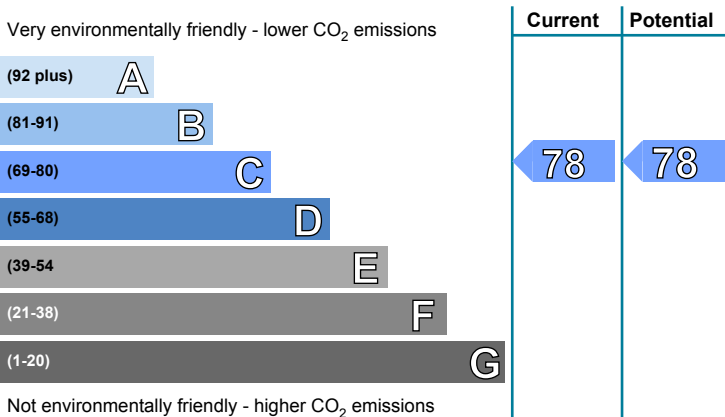 Current Potential
Very environmentally friendly - lower CO₂ emissions
(92 plus) A
(81-91) B
(69-80) C 78 78
(55-68) D
(39-54 E
(21-38) F
(1-20) G
Not environmentally friendly - higher CO₂ emissions